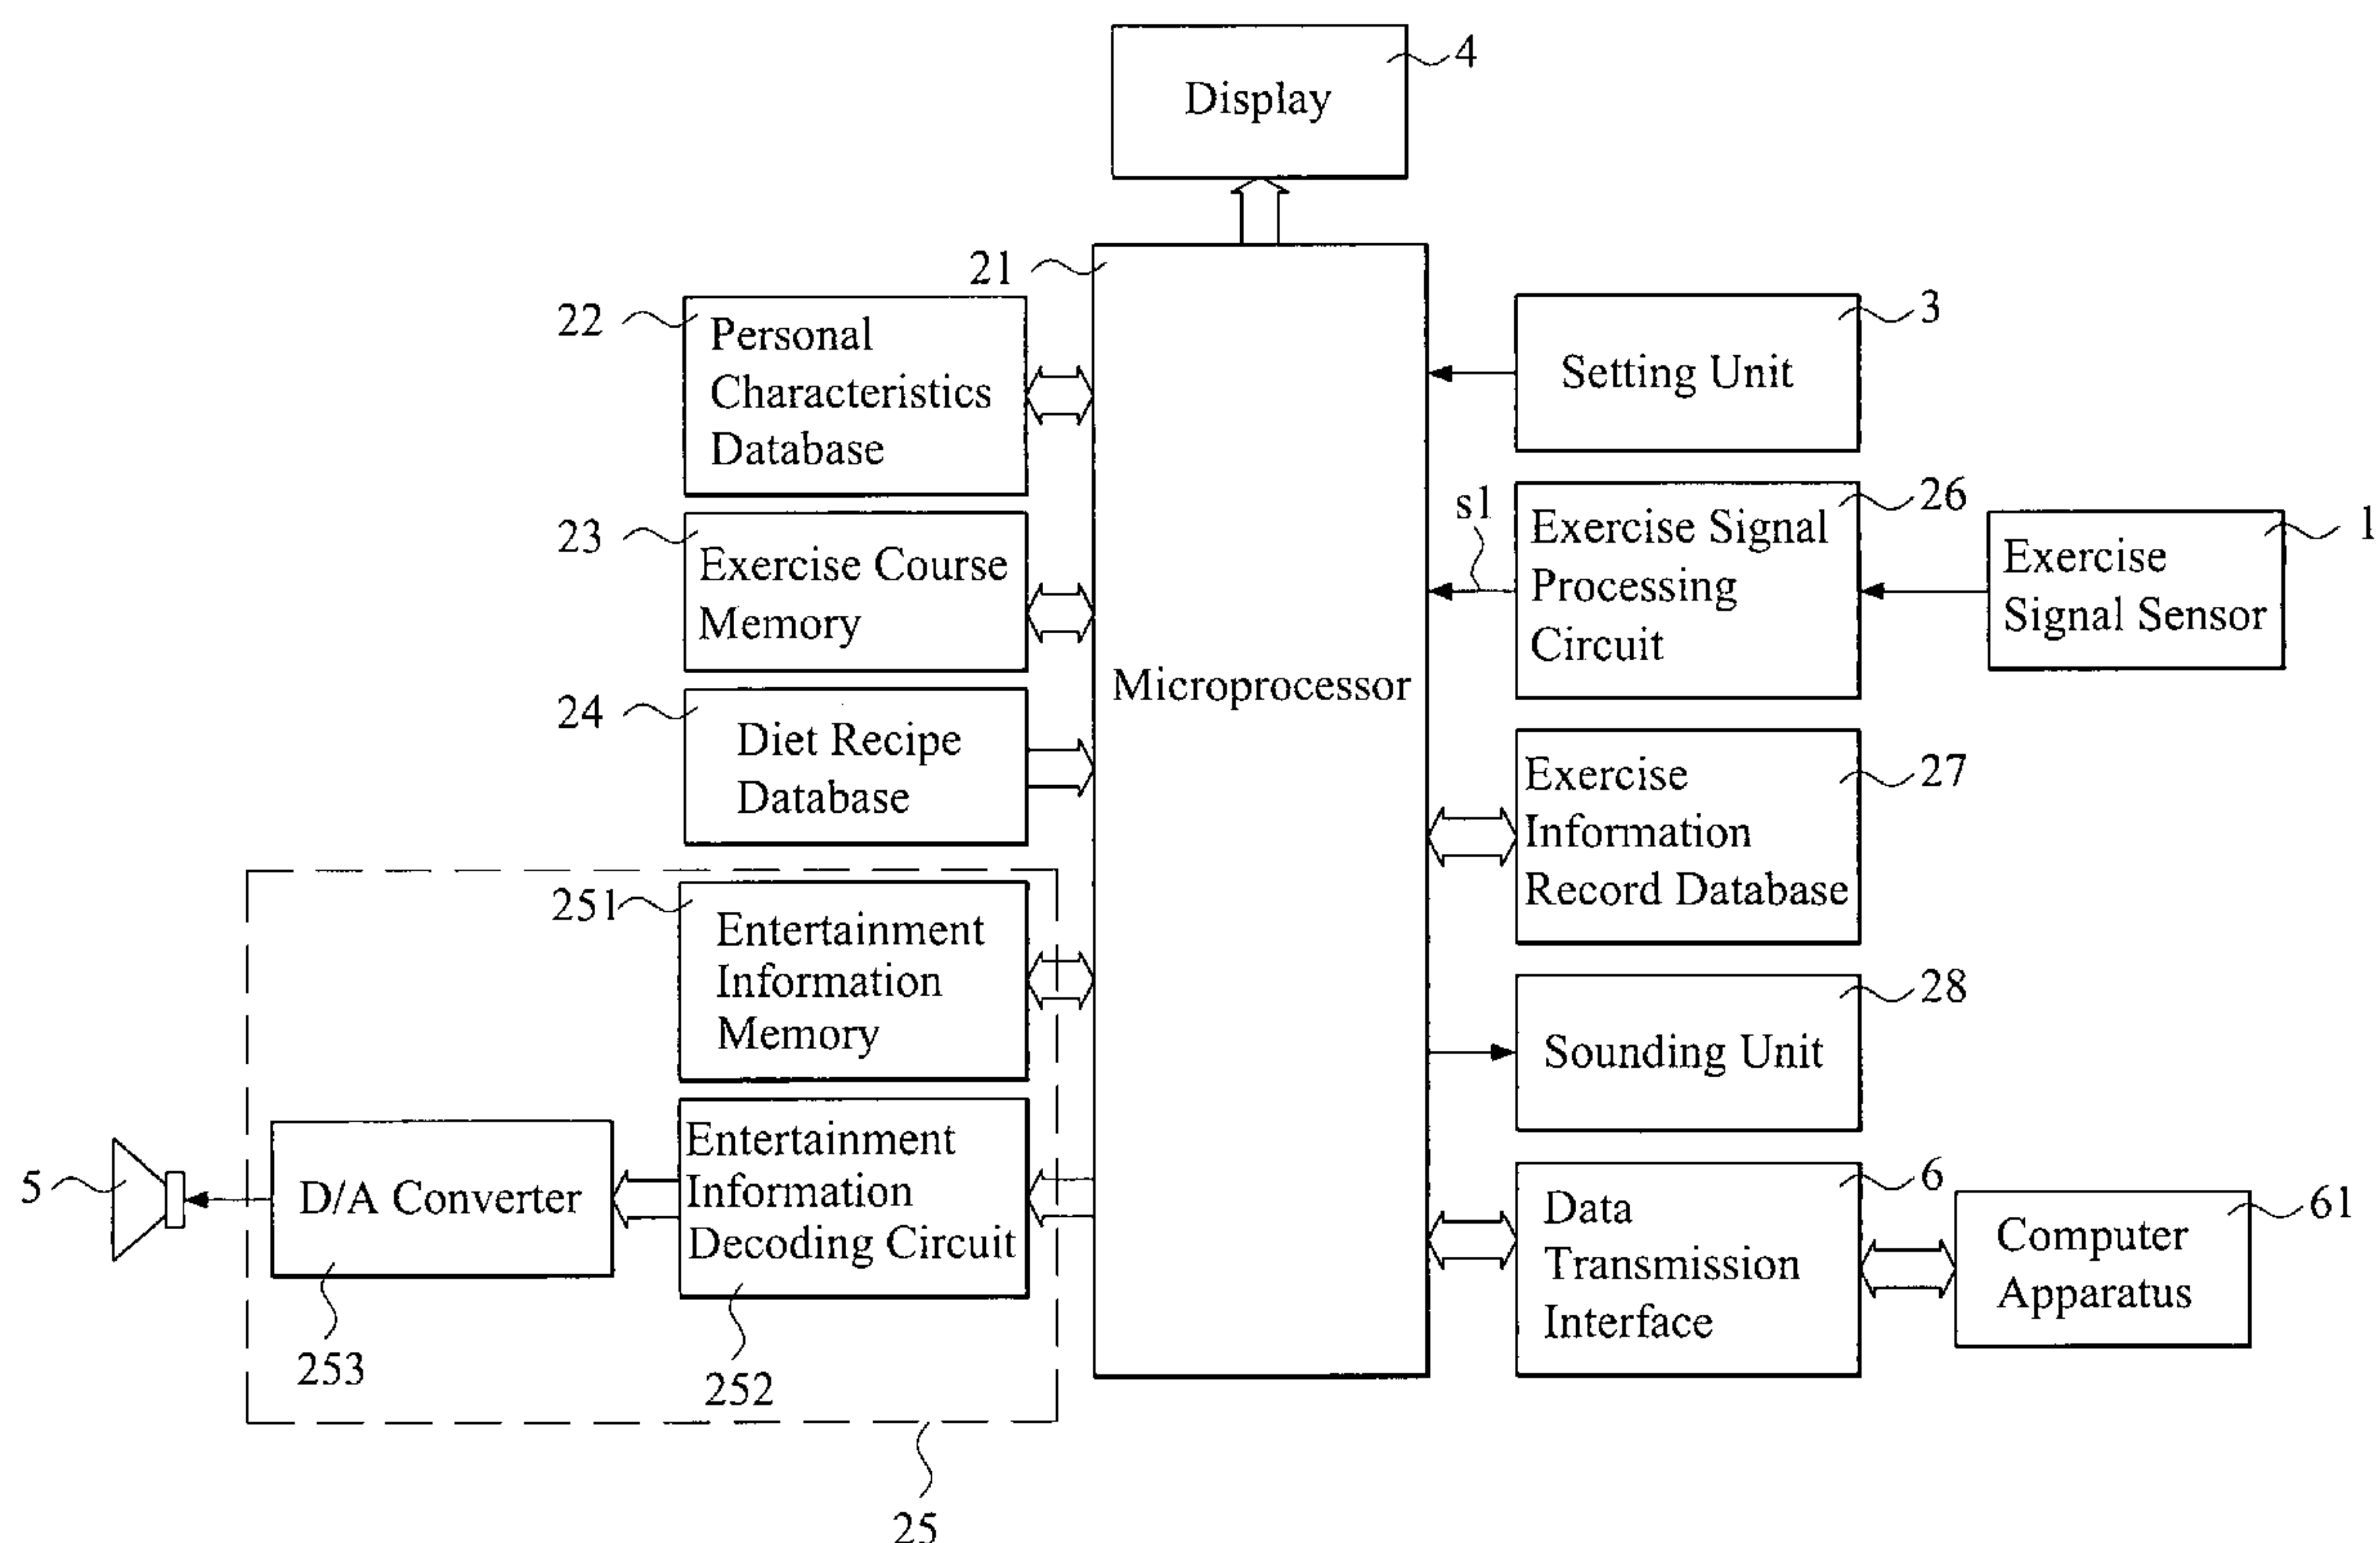 Display
4
21
Microprocessor
22
Personal
Characteristics
Database
23
Exercise Course
Memory
24
Diet Recipe
Database
251
Entertainment
Information
Memory
Entertainment
Information
Decoding Circuit
252
D/A Converter
253
5
25
Setting Unit
3
s1
Exercise Signal
Processing
Circuit
26
Exercise
Signal Sensor
1
Exercise
Information
Record Database
27
Sounding Unit
28
Data
Transmission
Interface
6
Computer
Apparatus
61